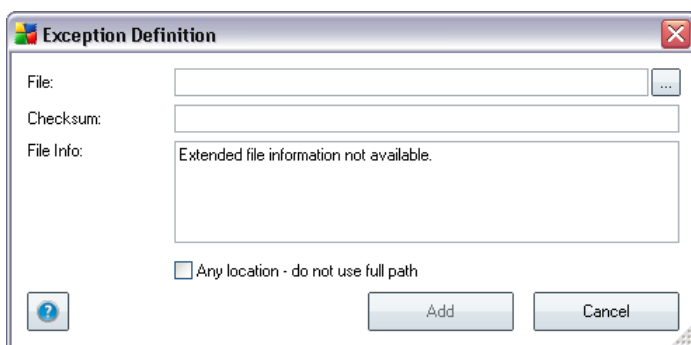 Exception Definition
File:
...
Checksum:
File Info:
Extended file information not available.
Any location - do not use full path
?
Add
Cancel